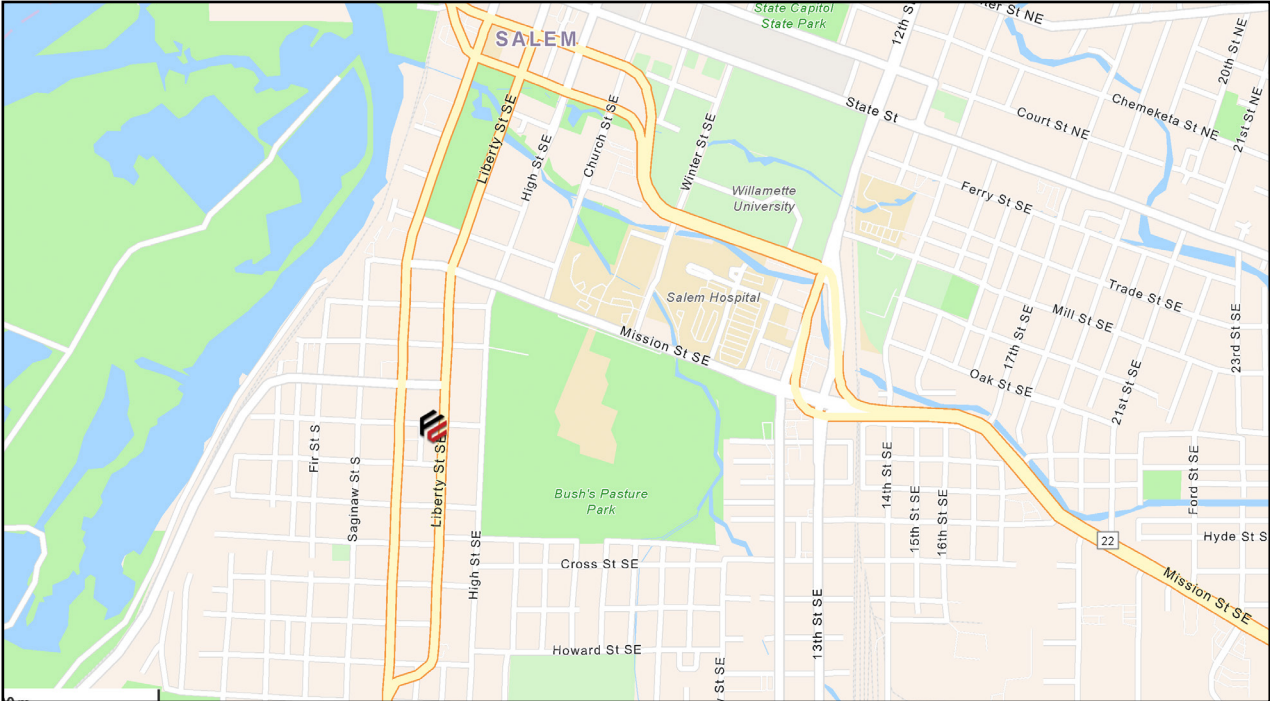 State Capitol
State Park
ter St NE
12th St
20th St NE
SALEM
Chemeketa St NE
21st St NE
State St
Court St NE
Liberty St SE
High St SE
Church St SE
Winter St SE
Willamette
University
Ferry St SE
Salem Hospital
Trade St SE
Mill St SE
17th St SE
23rd St SE
Mission St SE
Oak St SE
21st St SE
Fir St S
Saginaw St S
Liberty St SE
Bush's Pasture
Park
14th St SE
15th St SE
16th St SE
Ford St SE
Hyde St S
High St SE
Cross St SE
22
Mission St SE
13th St SE
Howard St SE
y St SE